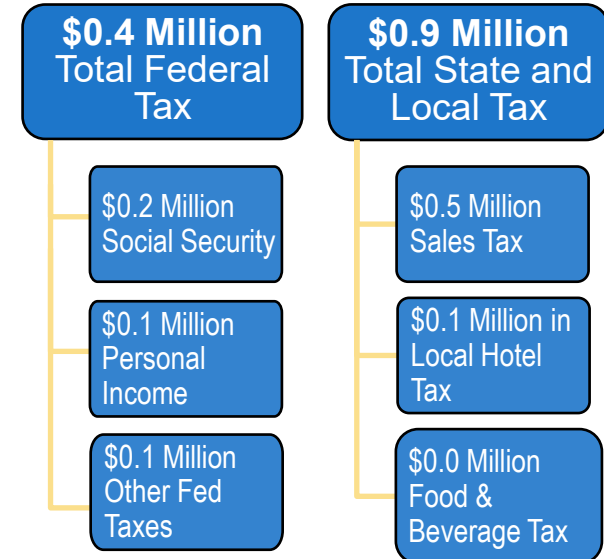 $0.4 Million
Total Federal
Tax
$0.2 Million
Social Security
$0.1 Million
Personal
Income
$0.1 Million
Other Fed
Taxes
$0.9 Million
Total State and
Local Tax
$0.5 Million
Sales Tax
$0.1 Million in
Local Hotel
Tax
$0.0 Million
Food &
Beverage Tax